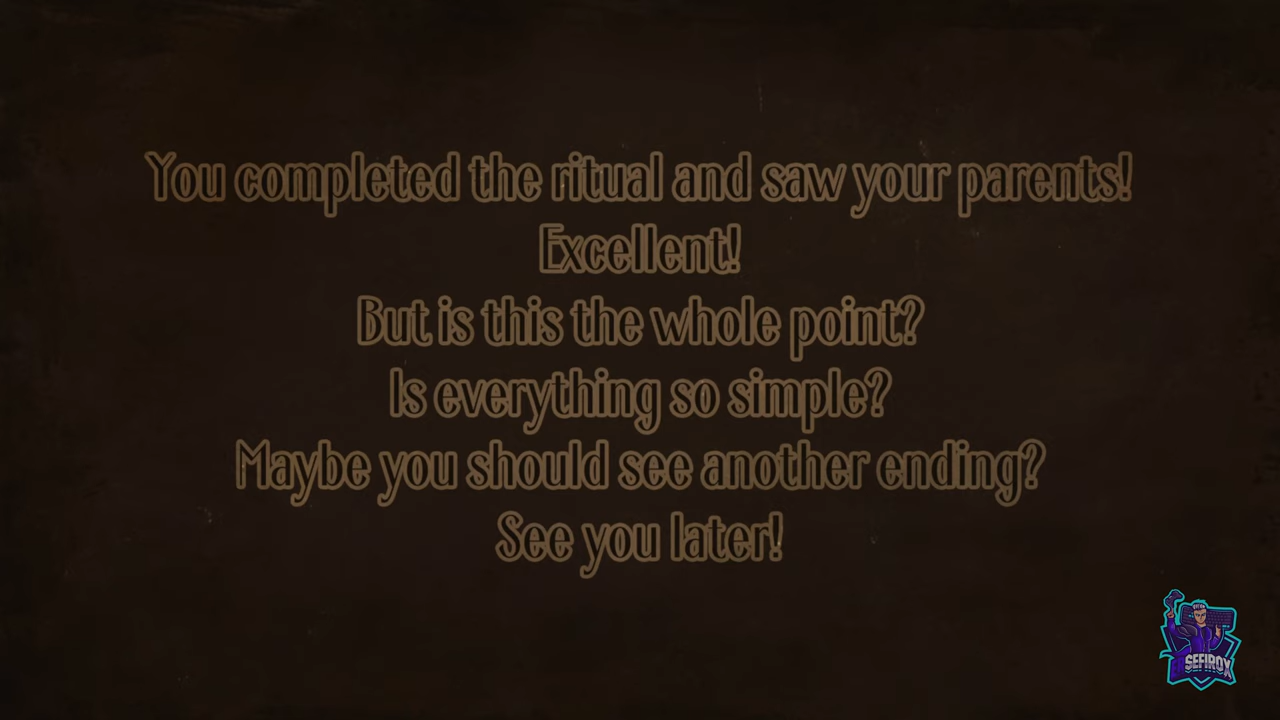 You completed the ritual and saw your parents!
Excellent!
But is this the whole point?
Is everything so simple?
Maybe you should see another ending?
See you later!
SEFIROX